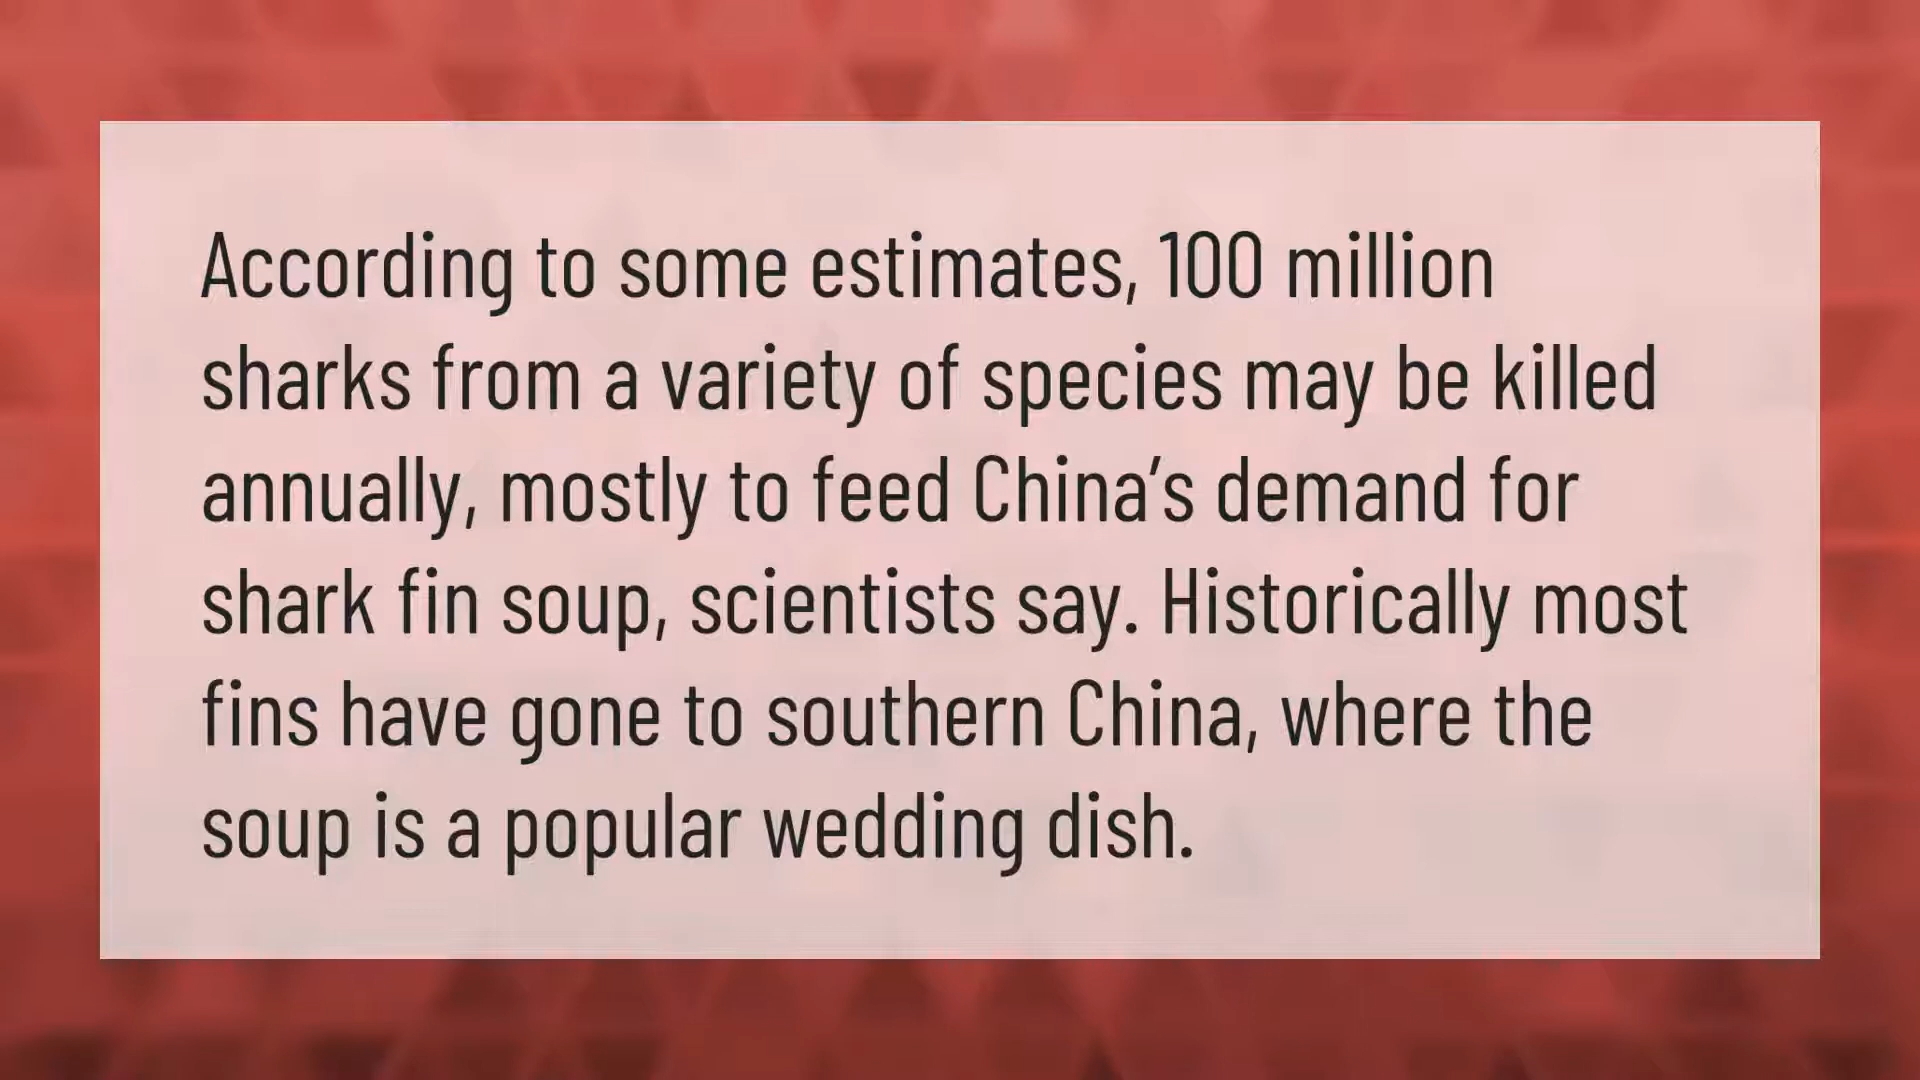 According to some estimates, 100 million
sharks from a variety of species may be killed
annually, mostly to feed China’s demand for
shark fin soup, scientists say. Historically most
fins have gone to southern China, where the
soup is a popular wedding dish.